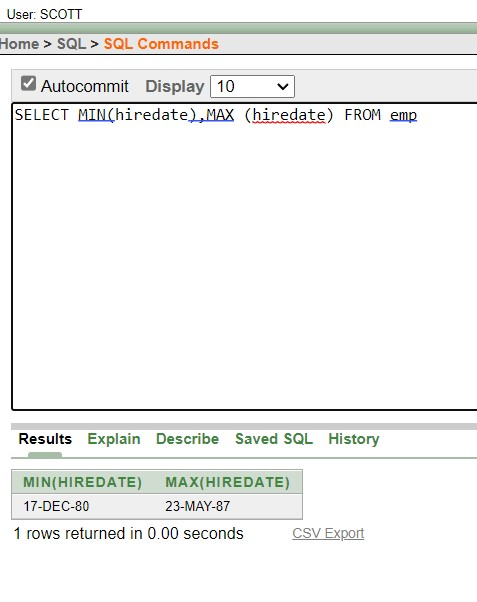 User: SCOTT
Home > SQL > SQL Commands
Autocommit Display 10
SELECT MIN(hiredate),MAX (hiredate) FROM emp
Results Explain Describe Saved SQL History
MIN(HIREDATE) MAX(HIREDATE)
17-DEC-80 23-MAY-87
1 rows returned in 0.00 seconds CSV Export